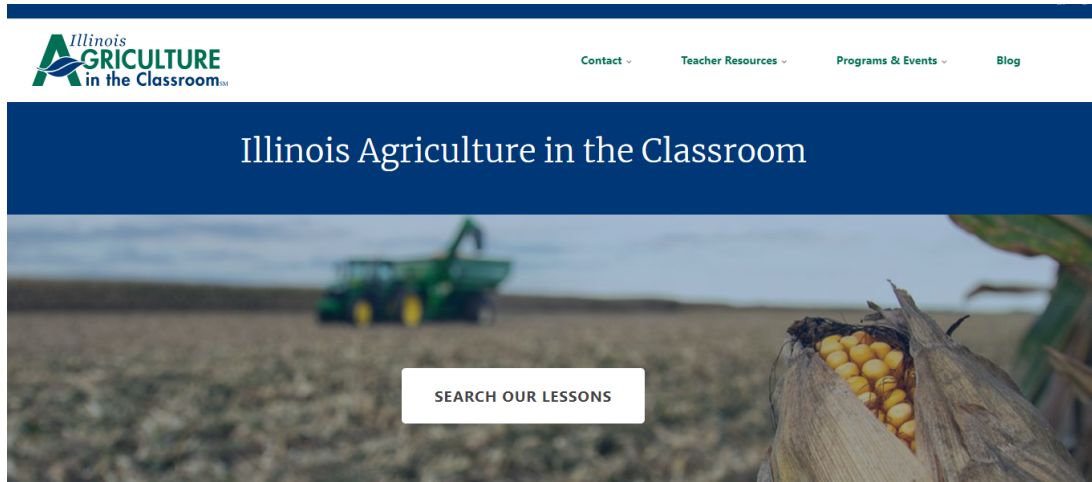 Illinois
AGRICULTURE
in the Classroom SM
Contact
Teacher Resources
Programs & Events
Blog
Illinois Agriculture in the Classroom
SEARCH OUR LESSONS